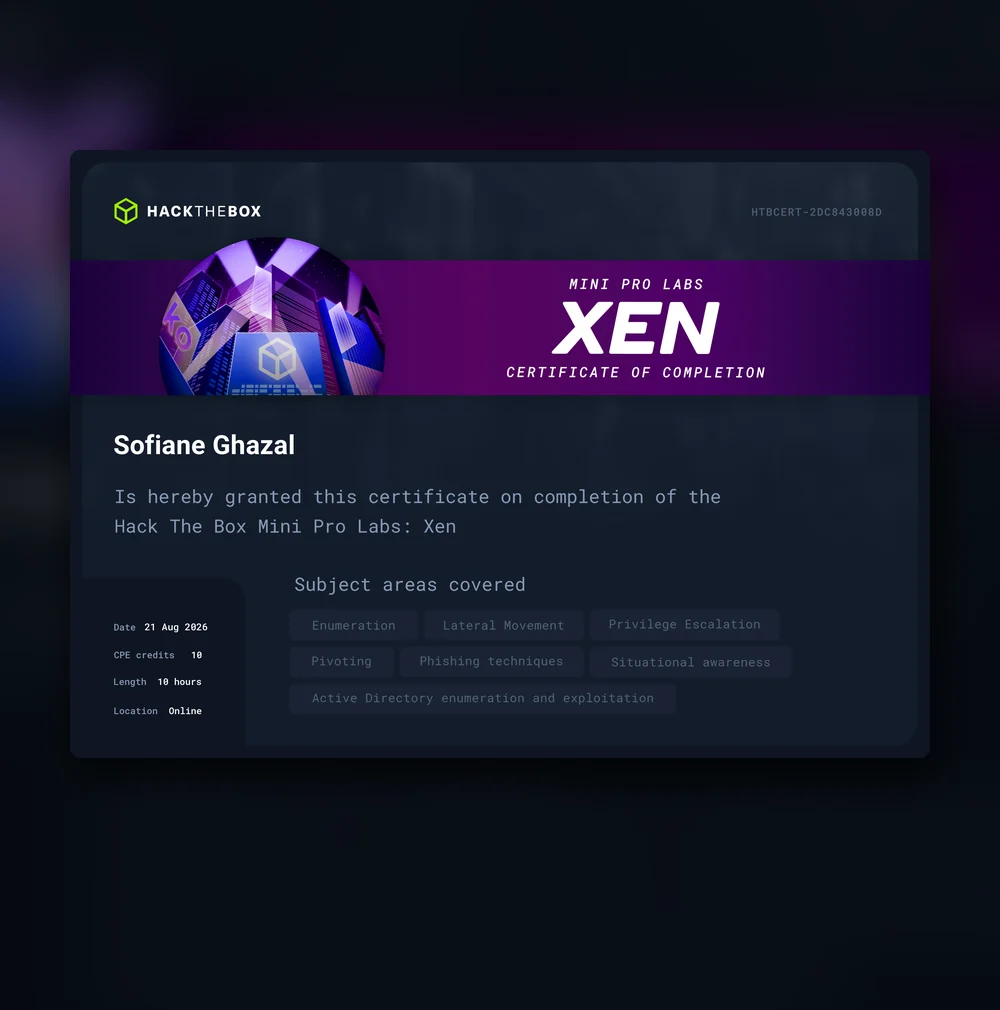 HACKTHEBOX
HTBCERT-2DC843008D
MINI PRO LABS
XEN
CERTIFICATE OF COMPLETION
Sofiane Ghazal
Is hereby granted this certificate on completion of the
Hack The Box Mini Pro Labs: Xen
Subject areas covered
Enumeration Lateral Movement Privilege Escalation
Pivoting Phishing techniques Situational awareness
Active Directory enumeration and exploitation
Date 21 Aug 2026
CPE credits 10
Length 10 hours
Location Online